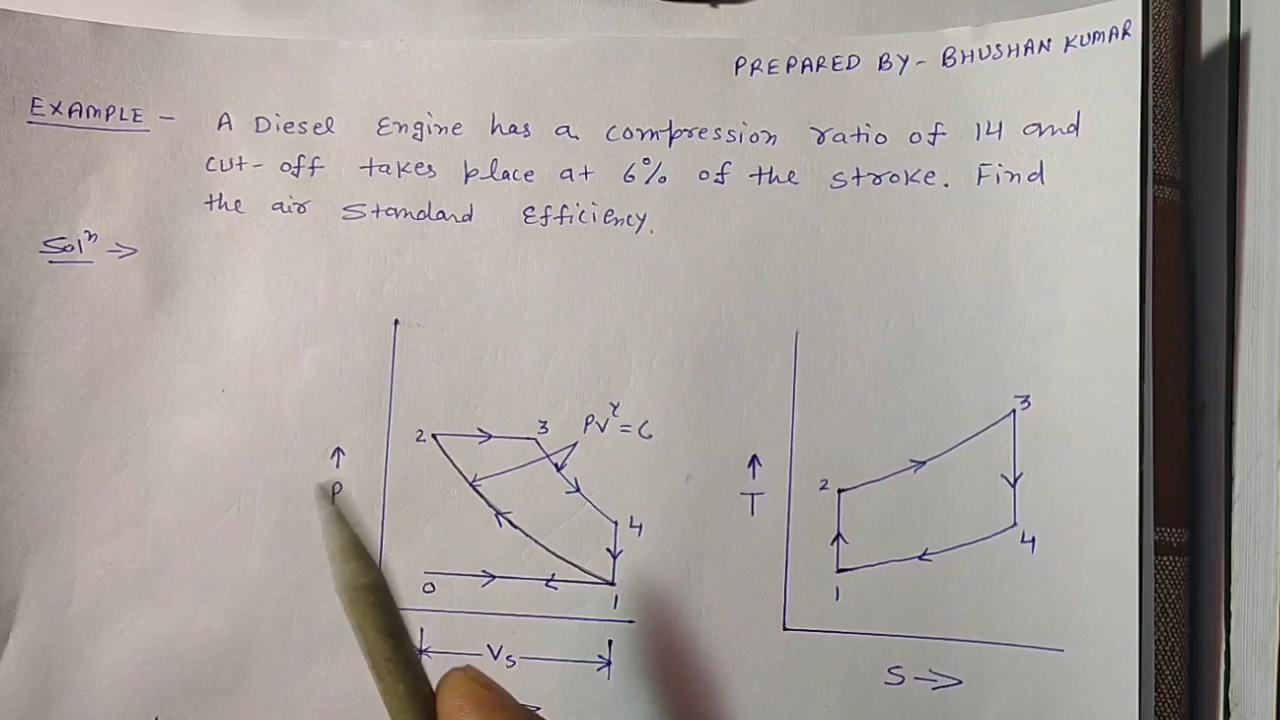 PREPARED BY- BHUSHAN KUMAR
EXAMPLE - A Diesel Engine has a compression ratio of 14 and
cut-off takes place at 6% of the stroke. Find
the air standard Efficiency.
Solⁿ →
2 3 PVᵞ = C
↑
P
4
0 1
Vs
3
2
↑
T
4
1
S →